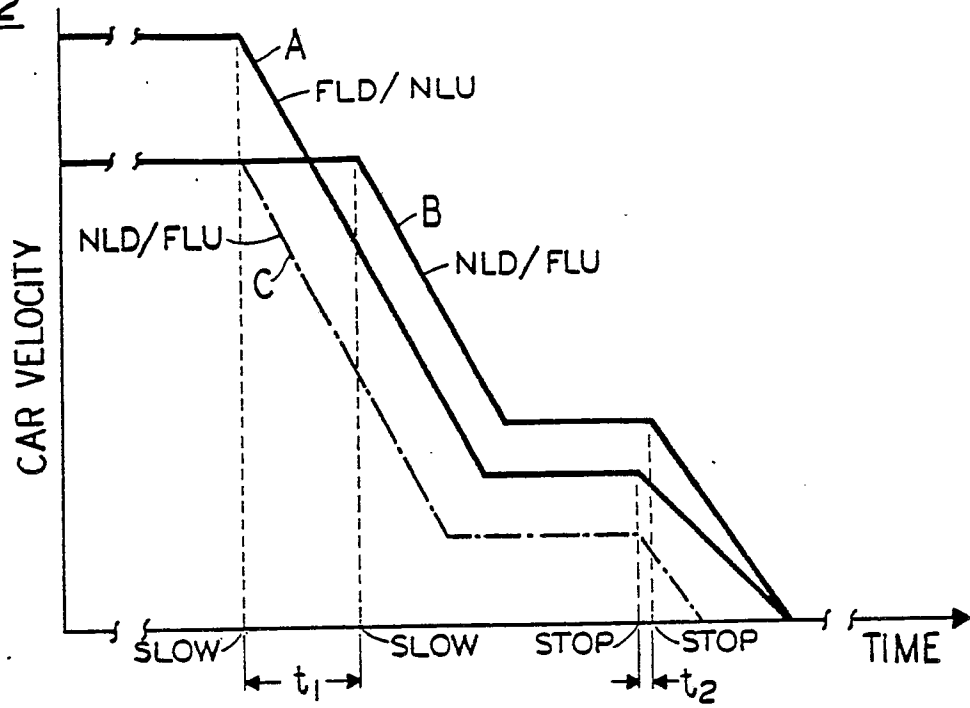 A
FLD/NLU
B
NLD/FLU
NLD/FLU
C
CAR VELOCITY
SLOW
SLOW
STOP
STOP
TIME
t1
t2